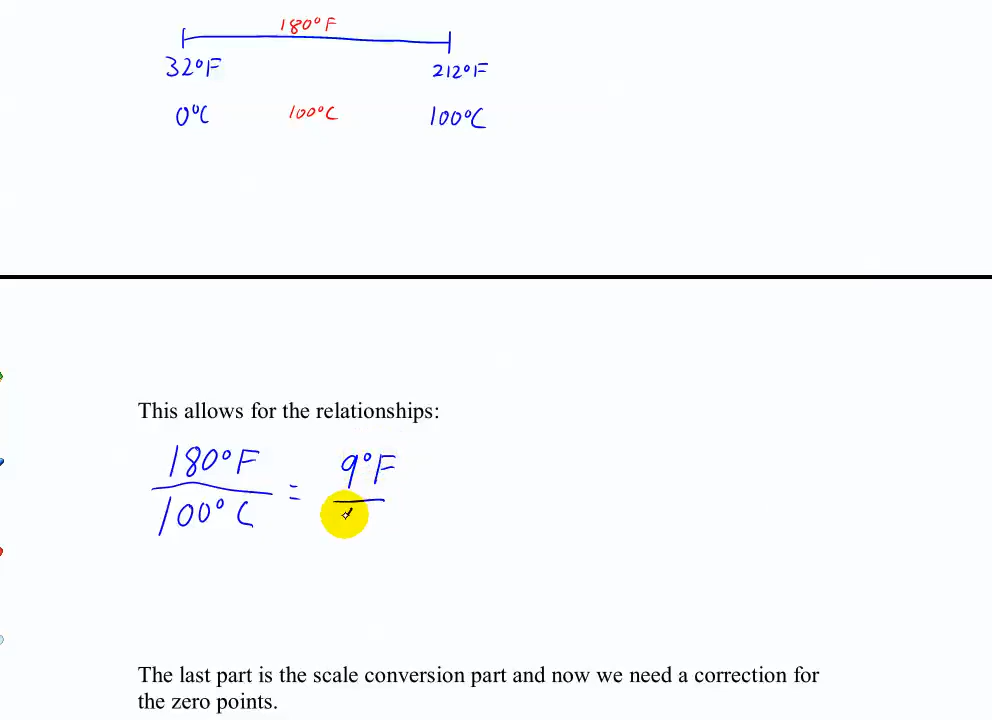 180°F
32°F 212°F
0°C 100°C 100°C
This allows for the relationships:
180°F / 100°C = 9°F
The last part is the scale conversion part and now we need a correction for
the zero points.